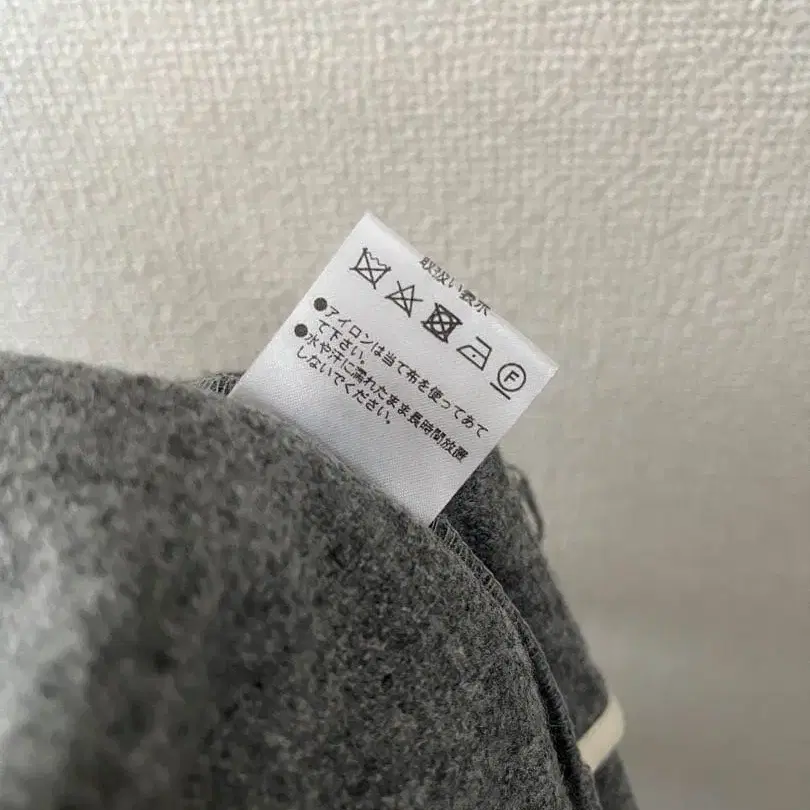 取扱い表示
F
●アイロンは当て布を使ってあて
て下さい。
●水や汗に濡れたまま長時間放置
しないでください。